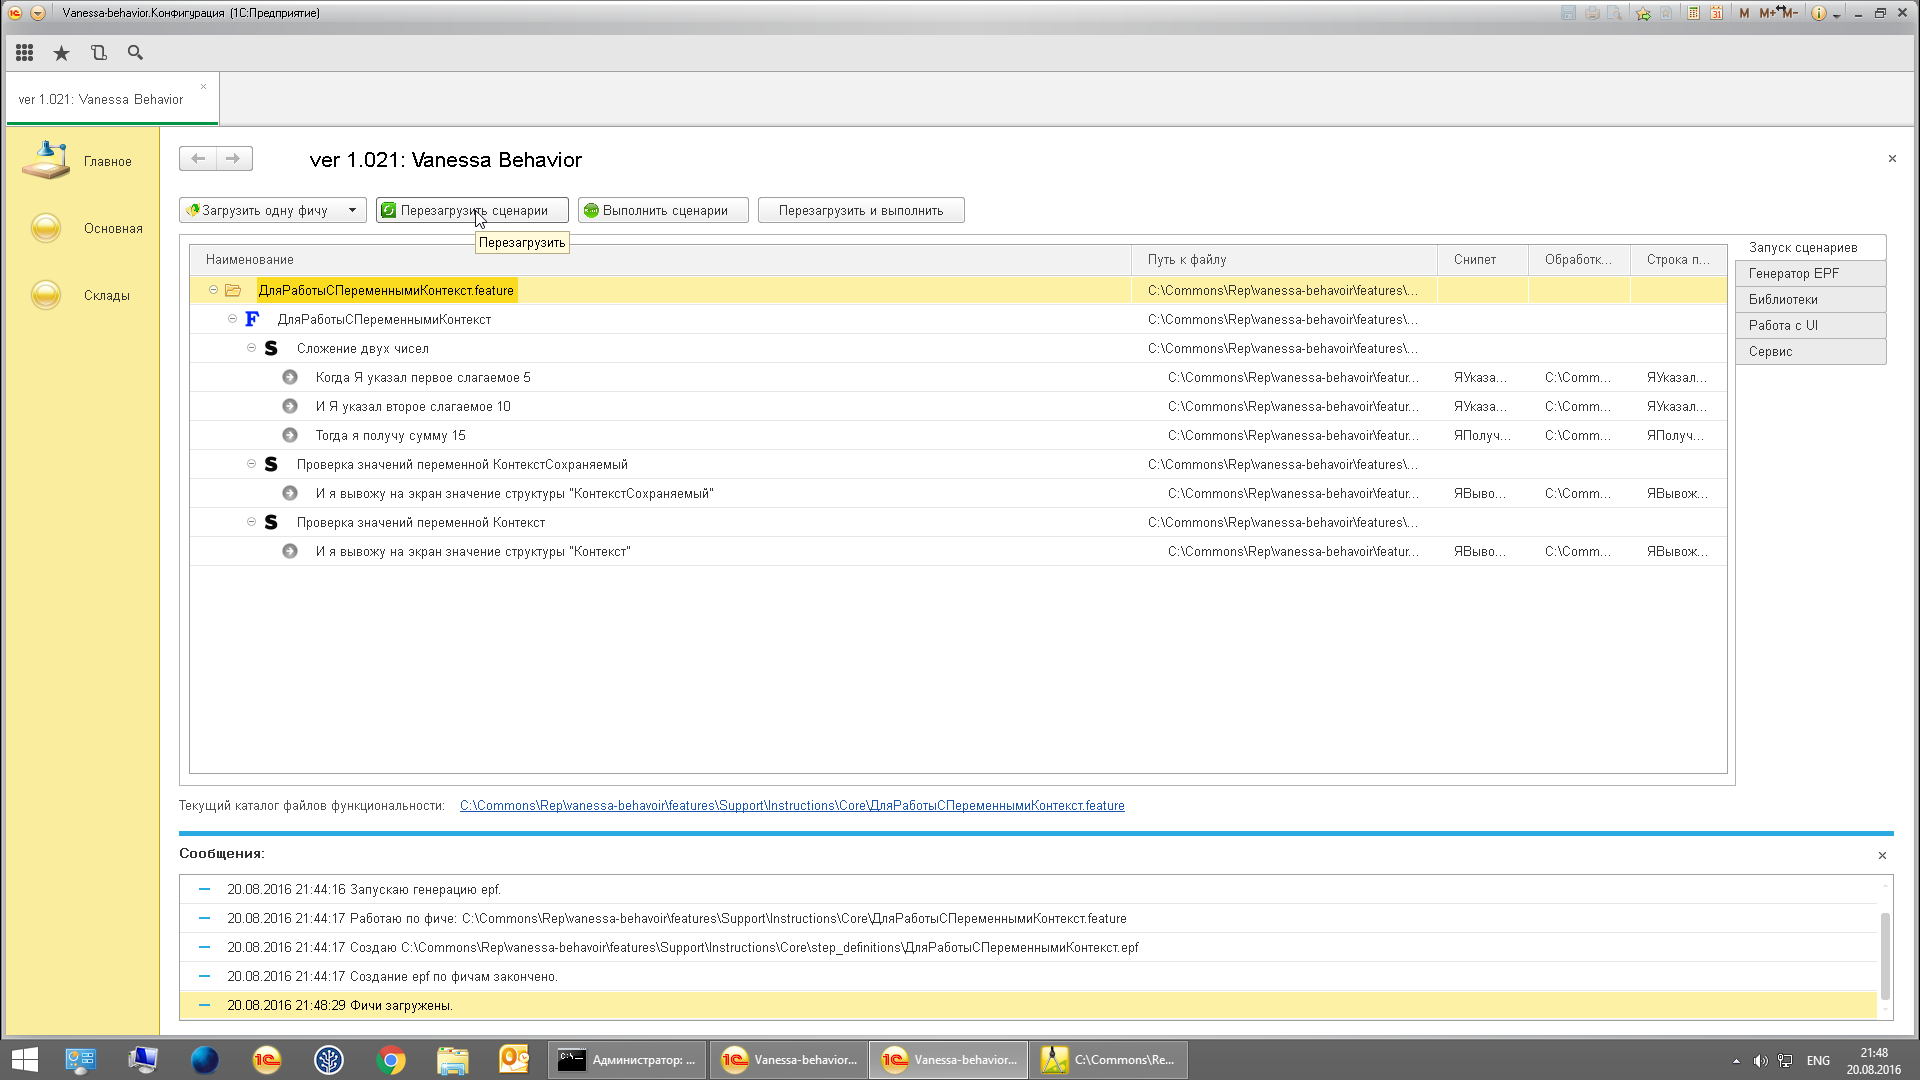 Vanessa-behavior.Конфигурация (1С:Предприятие)
M M+ M-
31
ver 1.021: Vanessa Behavior
Главное
Основная
Склады
ver 1.021: Vanessa Behavior
Загрузить одну фичу
Перезагрузить сценарии
Выполнить сценарии
Перезагрузить и выполнить
Перезагрузить
Запуск сценариев
Генератор EPF
Библиотеки
Работа с UI
Сервис
Наименование Путь к файлу Снипет Обработк... Строка п...
ДляРаботыСПеременнымиКонтекст.feature C:\Commons\Rep\vanessa-behavoir\features\...
F ДляРаботыСПеременнымиКонтекст C:\Commons\Rep\vanessa-behavoir\features\...
S Сложение двух чисел C:\Commons\Rep\vanessa-behavoir\features\...
Когда Я указал первое слагаемое 5 C:\Commons\Rep\vanessa-behavoir\featur... ЯУказа... C:\Comm... ЯУказал...
И Я указал второе слагаемое 10 C:\Commons\Rep\vanessa-behavoir\featur... ЯУказа... C:\Comm... ЯУказал...
Тогда я получу сумму 15 C:\Commons\Rep\vanessa-behavoir\featur... ЯПолуч... C:\Comm... ЯПолуч...
S Проверка значений переменной КонтекстСохраняемый C:\Commons\Rep\vanessa-behavoir\features\...
И я вывожу на экран значение структуры "КонтекстСохраняемый" C:\Commons\Rep\vanessa-behavoir\featur... ЯВыво... C:\Comm... ЯВывож...
S Проверка значений переменной Контекст C:\Commons\Rep\vanessa-behavoir\features\...
И я вывожу на экран значение структуры "Контекст" C:\Commons\Rep\vanessa-behavoir\featur... ЯВыво... C:\Comm... ЯВывож...
Текущий каталог файлов функциональности: C:\Commons\Rep\vanessa-behavoir\features\Support\Instructions\Core\ДляРаботыСПеременнымиКонтекст.feature
Сообщения:
20.08.2016 21:44:16 Запускаю генерацию epf.
20.08.2016 21:44:17 Работаю по фиче: C:\Commons\Rep\vanessa-behavoir\features\Support\Instructions\Core\ДляРаботыСПеременнымиКонтекст.feature
20.08.2016 21:44:17 Создаю C:\Commons\Rep\vanessa-behavoir\features\Support\Instructions\Core\step_definitions\ДляРаботыСПеременнымиКонтекст.epf
20.08.2016 21:44:17 Создание epf по фичам закончено.
20.08.2016 21:48:29 Фичи загружены.
Администратор: ...
Vanessa-behavior...
Vanessa-behavior...
C:\Commons\Re...
ENG
21:48
20.08.2016